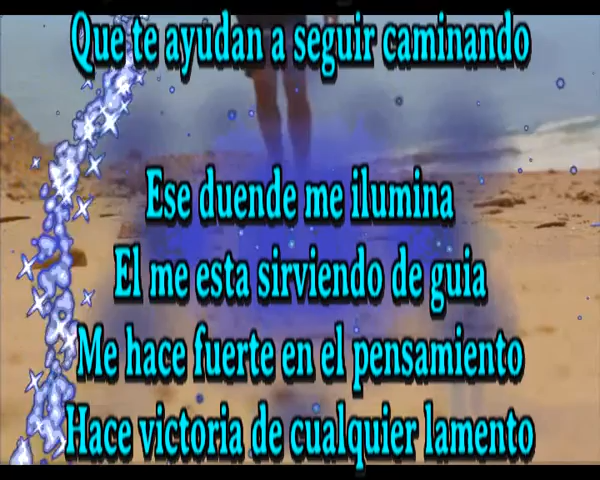 Que te ayudan a seguir caminando
Ese duende me ilumina
El me esta sirviendo de guia
Me hace fuerte en el pensamiento
Hace victoria de cualquier lamento